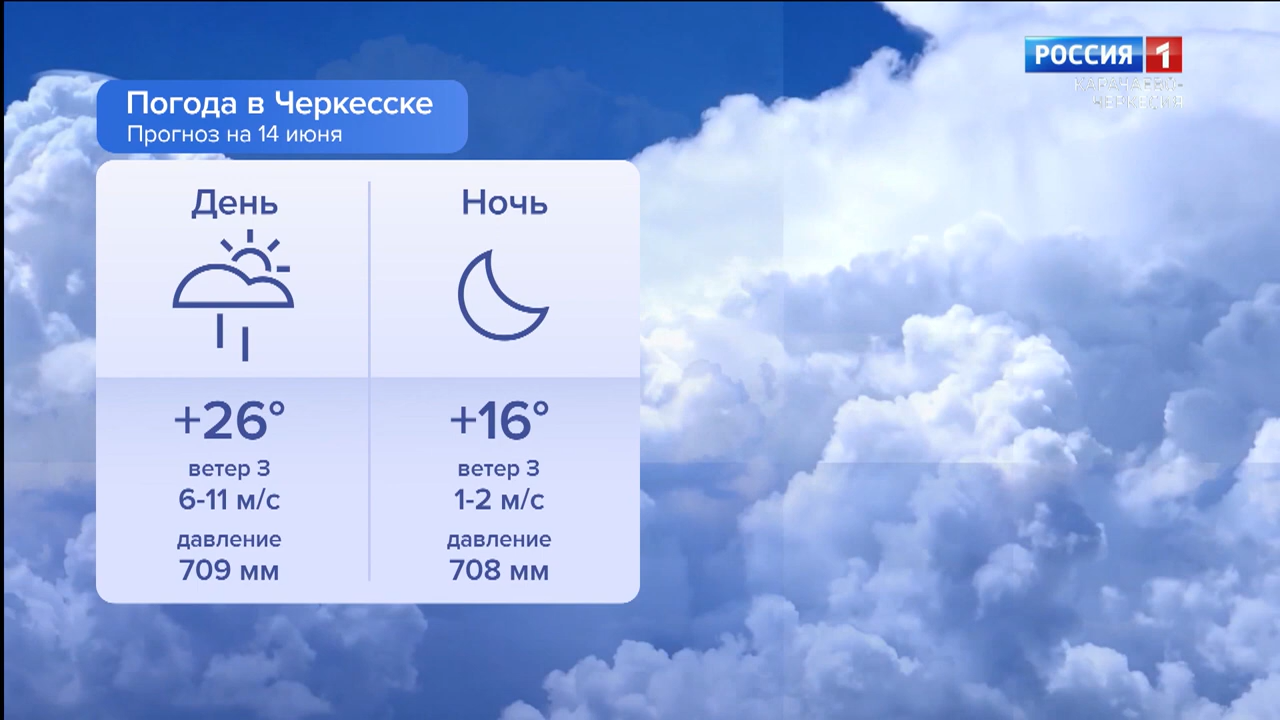 РОССИЯ 1
КАРАЧАЕВО-
ЧЕРКЕСИЯ
Погода в Черкесске
Прогноз на 14 июня
День
Ночь
+26°
+16°
ветер З
ветер З
6-11 м/с
1-2 м/с
давление
давление
709 мм
708 мм